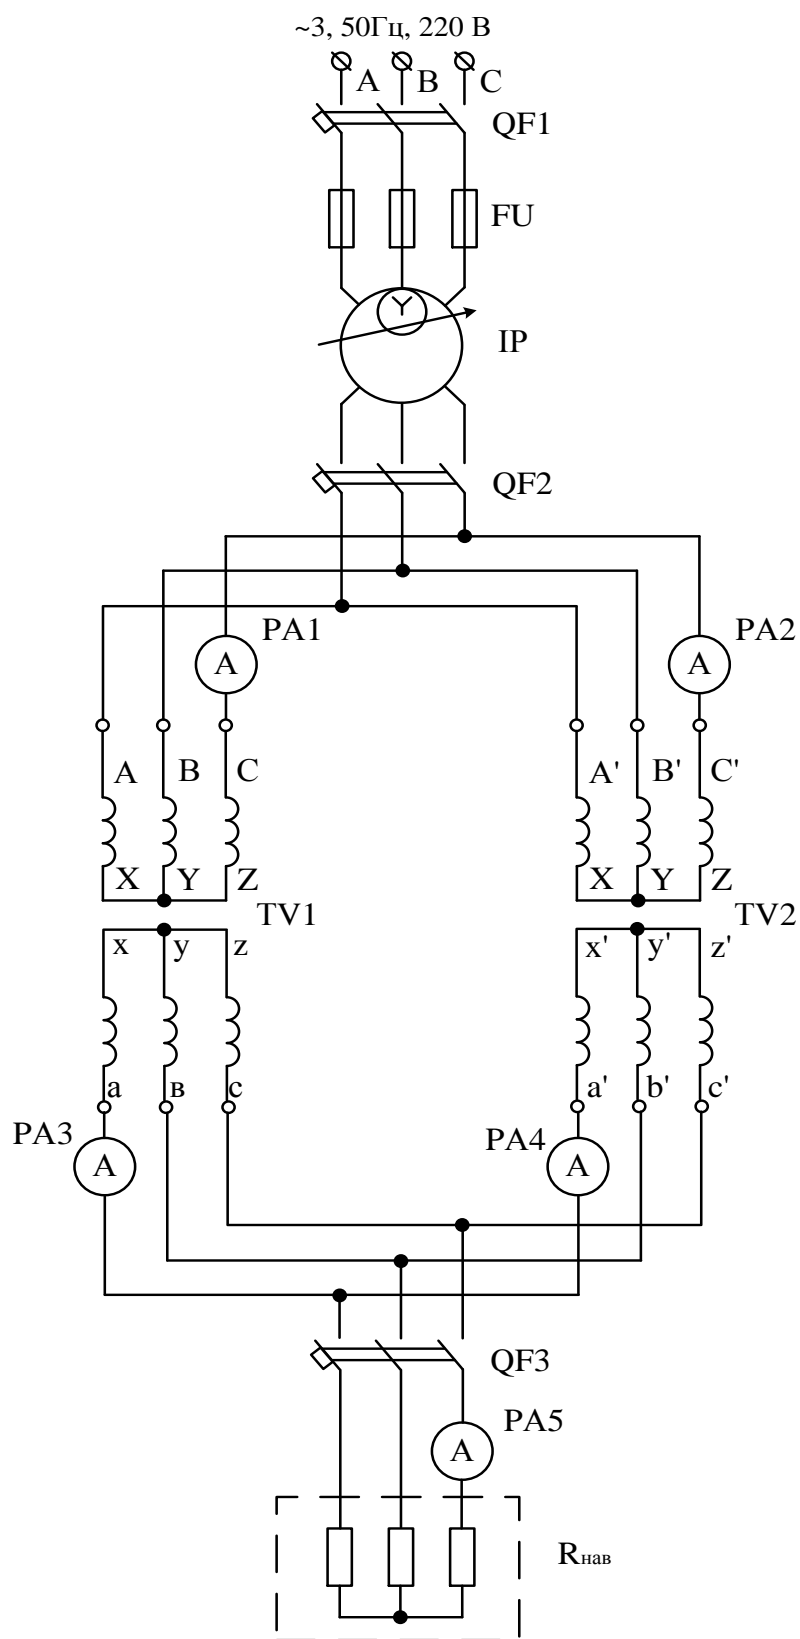 ~3, 50Гц, 220 В
A B C
QF1
FU
IP
QF2
PA1 PA2
A A
A B C A' B' C'
X Y Z X Y Z
TV1 TV2
x y z x' y' z'
а в с a' b' c'
PA3 PA4
A A
QF3
PA5
A
Rнав